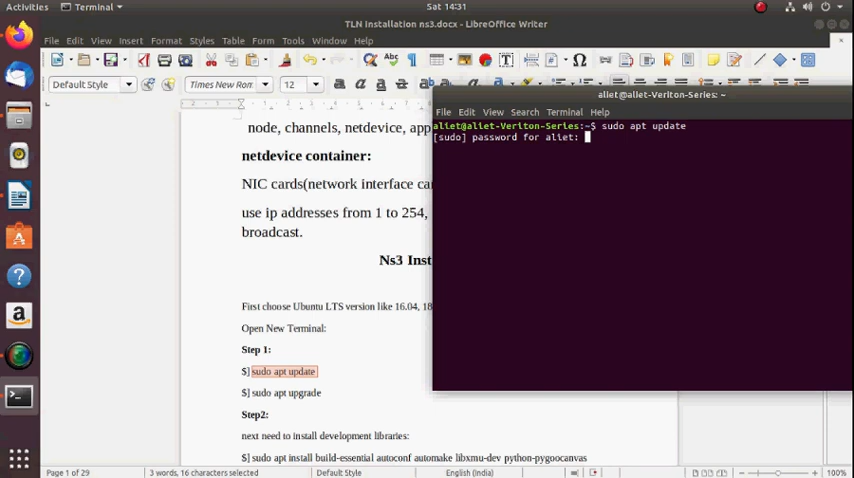 Activities
Terminal
Sat 14:31
TLN Installation ns3.docx - LibreOffice Writer
File Edit View Insert Format Styles Table Form Tools Window Help
Default Style
Times New Roman
12
aliet@aliet-Veriton-Series: ~
File Edit View Search Terminal Help
aliet@aliet-Veriton-Series:~$ sudo apt update
[sudo] password for aliet:
node, channels, netdevice, app
netdevice container:
NIC cards(network interface car
use ip addresses from 1 to 254,
broadcast.
Ns3 Inst
First choose Ubuntu LTS version like 16.04, 18
Open New Terminal:
Step 1:
$] sudo apt update
$] sudo apt upgrade
Step2:
next need to install development libraries:
$] sudo apt install build-essential autoconf automake libxmu-dev python-pygoocanvas
Page 1 of 29
3 words, 16 characters selected
Default Style
English (India)
100%